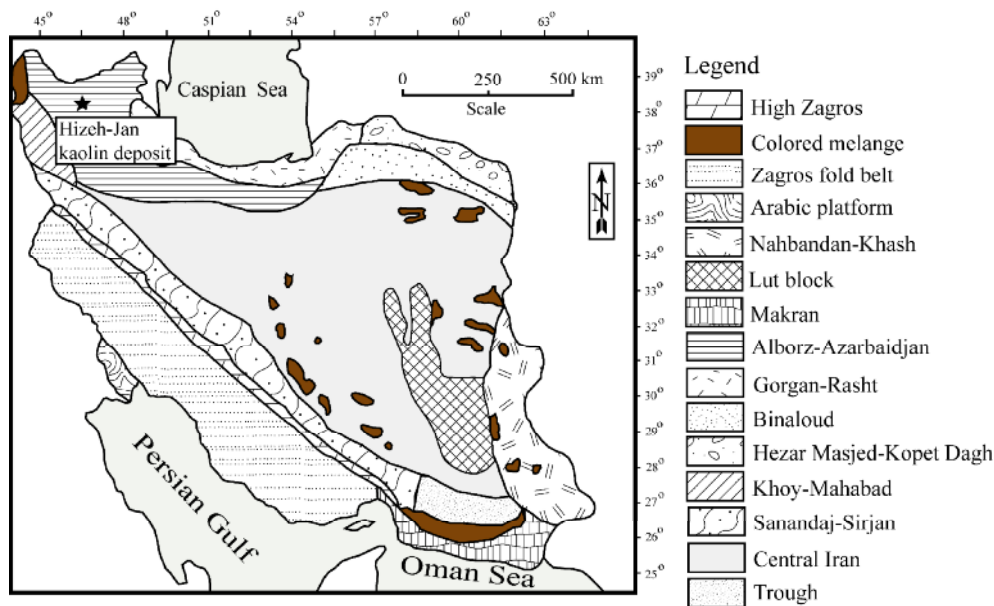 45° 48° 51° 54° 57° 60° 63°
Caspian Sea
0 250 500 km
Scale
39°
38°
37°
36°
35°
34°
33°
32°
31°
30°
29°
28°
27°
26°
25°
Hizeh-Jan
kaolin deposit
N
Persian Gulf
Oman Sea
Legend
High Zagros
Colored melange
Zagros fold belt
Arabic platform
Nahbandan-Khash
Lut block
Makran
Alborz-Azarbaidjan
Gorgan-Rasht
Binaloud
Hezar Masjed-Kopet Dagh
Khoy-Mahabad
Sanandaj-Sirjan
Central Iran
Trough